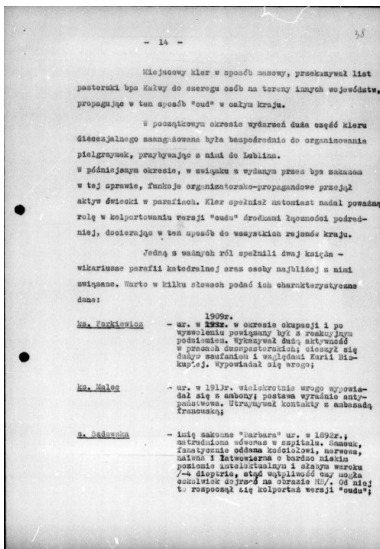 38
- 14 -
Miejscowy kler w sposób masowy, przekazywał list
pasterski bpa Kałwy do szeregu osób na tereny innych województw,
propagując w ten sposób "cud" w całym kraju.
W początkowym okresie wydarzeń duża część kleru
diecezjalnego zaangażowana była bezpośrednio do organizowania
pielgrzymek, przybywając z nimi do Lublina.
W późniejszym okresie, w związku z wydanym przez bpa zakazem
w tej sprawie, funkcje organizatorsko-propagandowe przejął
aktyw świecki w parafiach. Kler spełniał natomiast nadal poważną
rolę w kolportowaniu wersji "cudu" środkami łączności pośred-
niej, docierając w ten sposób do wszystkich rejonów kraju.
Jedną z ważnych ról spełnili dwaj księża -
wikariusze parafii katedralnej oraz osoby najbliżej z nimi
związane. Warto w kilku słowach podać ich charakterystyczne
dane:
1909r.
ks. Forkiewicz - ur. w w okresie okupacji i po
wyzwoleniu powiązany był z reakcyjnym
podziemiem. Wykazywał dużą aktywność
w pracach duszpasterskich; cieszył się
dużym zaufaniem i względami Kurii Bis-
kupiej. Wypowiadał się wrogo;
ks. Malec - ur. w 1913r. wielokrotnie wrogo wypowia-
dał się z ambony; postawa wyraźnie anty-
państwowa. Utrzymywał kontakty z ambasadą
francuską;
s. Sadowska - imię zakonne "Barbara" ur. w 1892r.;
zatrudniona wówczas w szpitalu. Samouk,
fanatycznie oddana kościołowi, nerwowa,
naiwna i łatwowierna o bardzo niskim
poziomie intelektualnym i słabym wzroku
/-4 dioptrie, stąd wątpliwość czy mogła
cokolwiek dojrzeć na obrazie MB/. Od niej
to rozpoczął się kolportaż wersji "cudu";